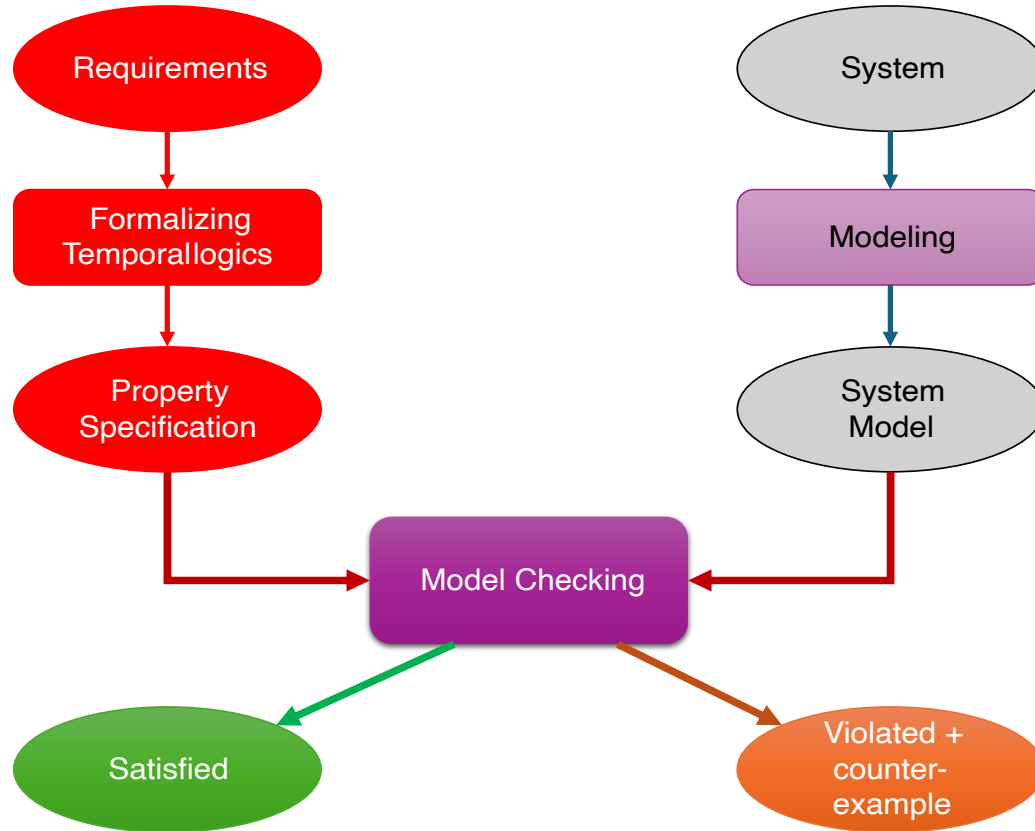 Requirements
System
Formalizing
Temporallogics
Modeling
Property
Specification
System
Model
Model Checking
Satisfied
Violated +
counter-
example